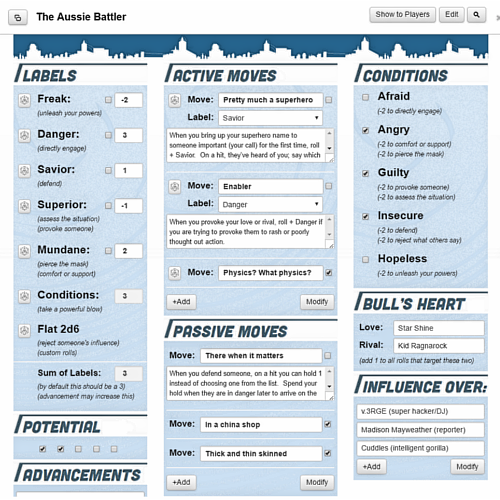 The Aussie Battler
Show to Players
Edit
LABELS
Freak: -2
(unleash your powers)
Danger: 3
(directly engage)
Savior: 1
(defend)
Superior: -1
(assess the situation)
(provoke someone)
Mundane: 2
(pierce the mask)
(comfort or support)
Conditions: 3
(take a powerful blow)
Flat 2d6
(reject someone's influence)
(custom rolls)
Sum of Labels: 3
(by default this should be a 3)
(advancement may increase this)
POTENTIAL
ADVANCEMENTS
ACTIVE MOVES
Move: Pretty much a superhero
Label: Savior
When you bring up your superhero name to
someone important (your call) for the first time, roll
+ Savior. On a hit, they've heard of you; say which
Move: Enabler
Label: Danger
When you provoke your love or rival, roll + Danger if
you are trying to provoke them to rash or poorly
thought out action.
Move: Physics? What physics?
+Add
Modify
PASSIVE MOVES
Move: There when it matters
When you defend someone, on a hit you can hold 1
instead of choosing one from the list. Spend your
hold when they are in danger later to arrive on the
Move: In a china shop
Move: Thick and thin skinned
+Add
Modify
CONDITIONS
Afraid
(-2 to directly engage)
Angry
(-2 to comfort or support)
(-2 to pierce the mask)
Guilty
(-2 to provoke someone)
(-2 to assess the situation)
Insecure
(-2 to defend)
(-2 to reject what others say)
Hopeless
(-2 to unleash your powers)
BULL'S HEART
Love: Star Shine
Rival: Kid Ragnarock
(add 1 to all rolls that target these two)
INFLUENCE OVER:
v.3RGE (super hacker/DJ)
Madison Mayweather (reporter)
Cuddles (intelligent gorilla)
+Add
Modify